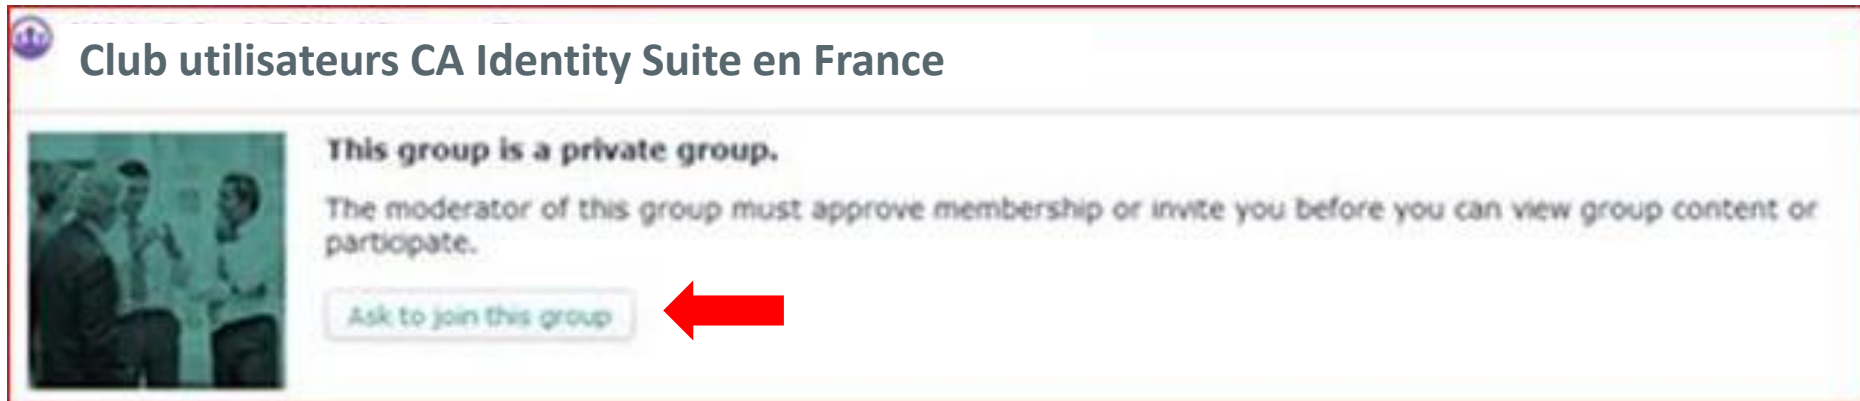 Club utilisateurs CA Identity Suite en France
This group is a private group.
The moderator of this group must approve membership or invite you before you can view group content or
participate.
Ask to join this group